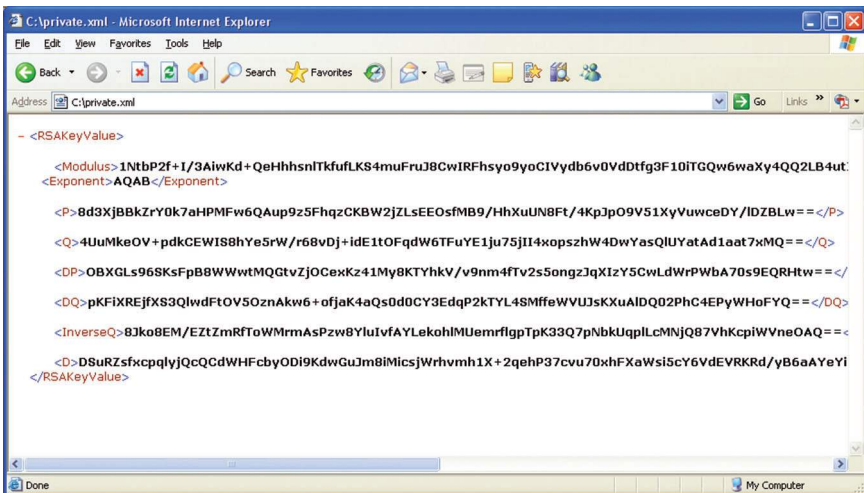 C:\private.xml - Microsoft Internet Explorer
File Edit View Favorites Tools Help
Back Search Favorites
Address C:\private.xml Go Links »
- <RSAKeyValue>
<Modulus>1NtbP2f+I/3AiwKd+QeHhhsnlTkfufLKS4muFruJ8CwIRFhsyo9yoCIVydb6v0VdDtfg3F10iTGQw6waXy4QQ2LB4ut
<Exponent>AQAB</Exponent>
<P>8d3XjBBkZrY0k7aHPMFw6QAup9z5FhqzCKBW2jZLsEEOsfMB9/HhXuUN8Ft/4KpJpO9V51XyVuwceDY/lDZBLw==</P>
<Q>4UuMkeOV+pdkCEWIS8hYe5rW/r68vDj+idE1tOFqdW6TFuYE1ju75jII4xopszhW4DwYasQlUYatAd1aat7xMQ==</Q>
<DP>OBXGLs96SKsFpB8WWwtMQGtvZjOCexKz41My8KTYhkV/v9nm4fTv2s5ongzJqXIzY5CwLdWrPWbA70s9EQRHtw==</
<DQ>pKFiXREjfXS3QlwdFtOV5OznAkw6+ofjaK4aQs0d0CY3EdqP2kTYL4SMffeWVUJsKXuAlDQ02PhC4EPyWHoFYQ==</DQ>
<InverseQ>8Jko8EM/EZtZmRfToWMrmAsPzw8YluIvfAYLekohlMUemrflgpTpK33Q7pNbkUqplLcMNjQ87VhKcpiWVneOAQ==<
<D>DSuRZsfxcpqlyjQcQCdWHFcbyODi9KdwGuJm8iMicsjWrhvmh1X+2qehP37cvu70xhFXaWsi5cY6VdEVRKRd/yB6aAYeYi
</RSAKeyValue>
Done My Computer